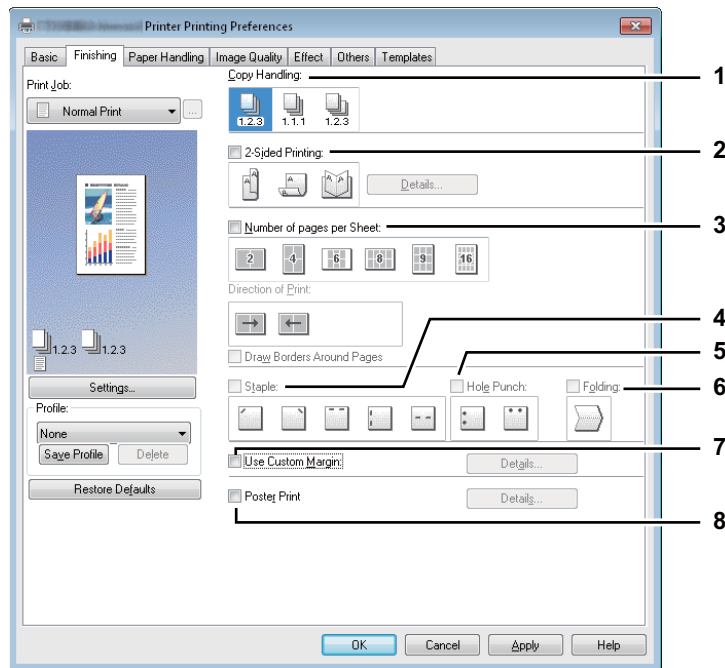 Printer Printing Preferences
Basic Finishing Paper Handling Image Quality Effect Others Templates
Print Job:
Normal Print
...
1.2.3 1.2.3
Settings...
Profile:
None
Save Profile Delete
Restore Defaults
Copy Handling:
1.2.3 1.1.1 1.2.3
2-Sided Printing:
A A A A
Details...
Number of pages per Sheet:
2 4 6 8 9 16
Direction of Print:
Draw Borders Around Pages
Staple: Hole Punch: Folding:
Use Custom Margin: Details...
Poster Print Details...
OK Cancel Apply Help
1
2
3
4
5
6
7
8